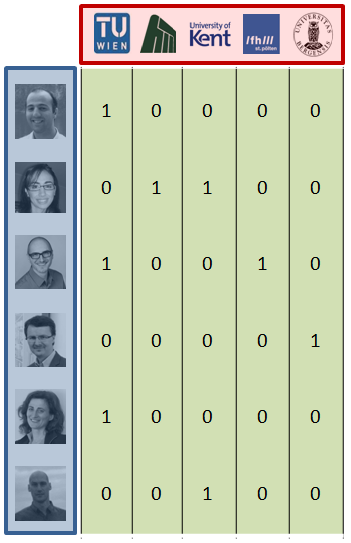 TU
WIEN
University of
Kent
/fh///
st.pölten
UNIVERSITAS
BERGENSIS
1 0 0 0 0
0 1 1 0 0
1 0 0 1 0
0 0 0 0 1
1 0 0 0 0
0 0 1 0 0